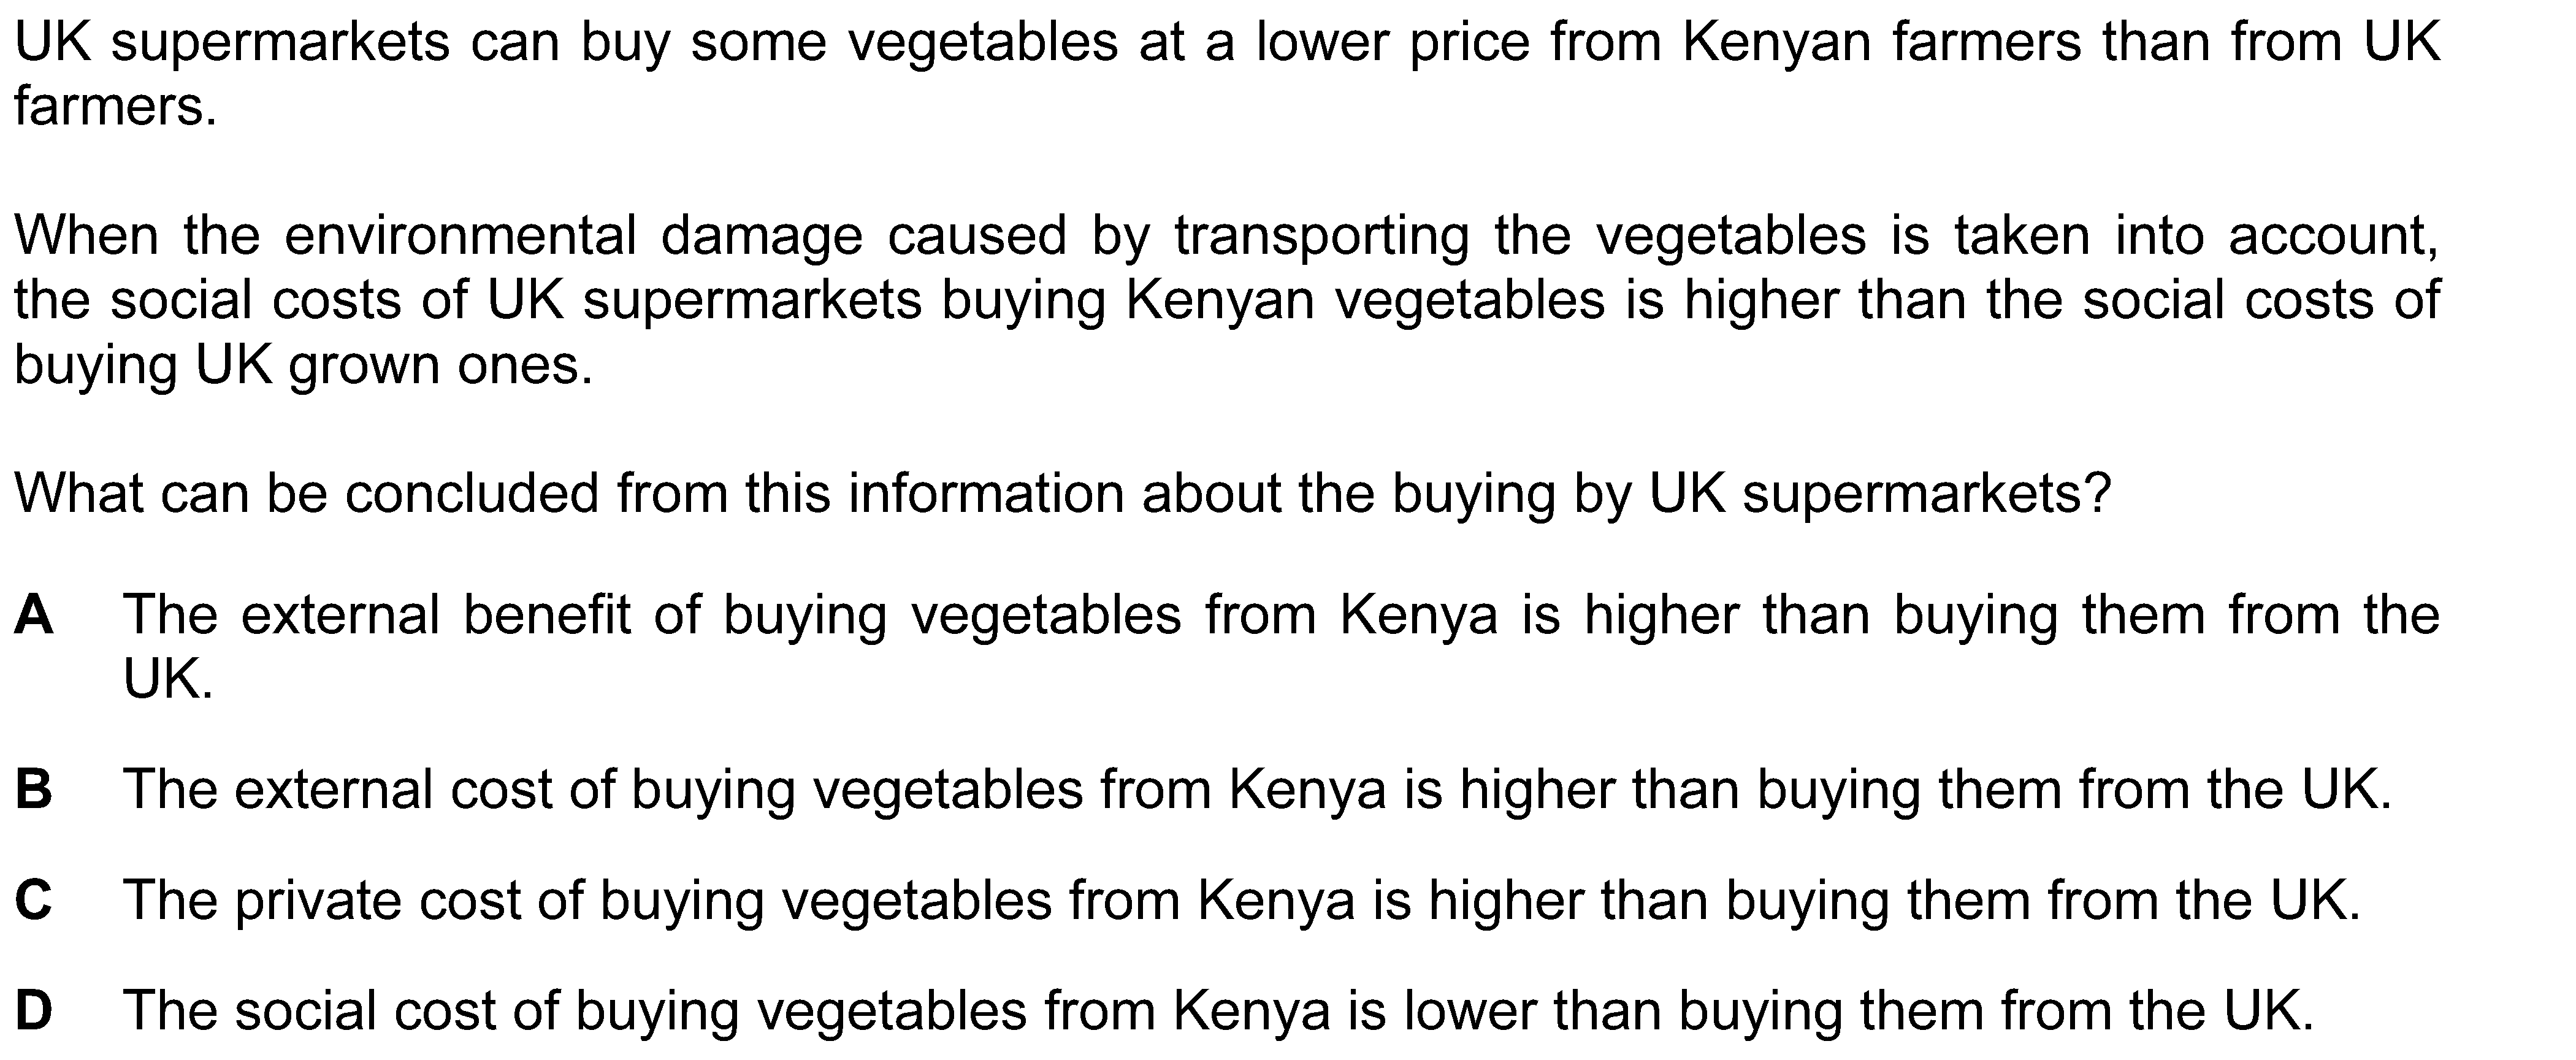 UK supermarkets can buy some vegetables at a lower price from Kenyan farmers than from UK
farmers.
When the environmental damage caused by transporting the vegetables is taken into account,
the social costs of UK supermarkets buying Kenyan vegetables is higher than the social costs of
buying UK grown ones.
What can be concluded from this information about the buying by UK supermarkets?
A The external benefit of buying vegetables from Kenya is higher than buying them from the
UK.
B The external cost of buying vegetables from Kenya is higher than buying them from the UK.
C The private cost of buying vegetables from Kenya is higher than buying them from the UK.
D The social cost of buying vegetables from Kenya is lower than buying them from the UK.